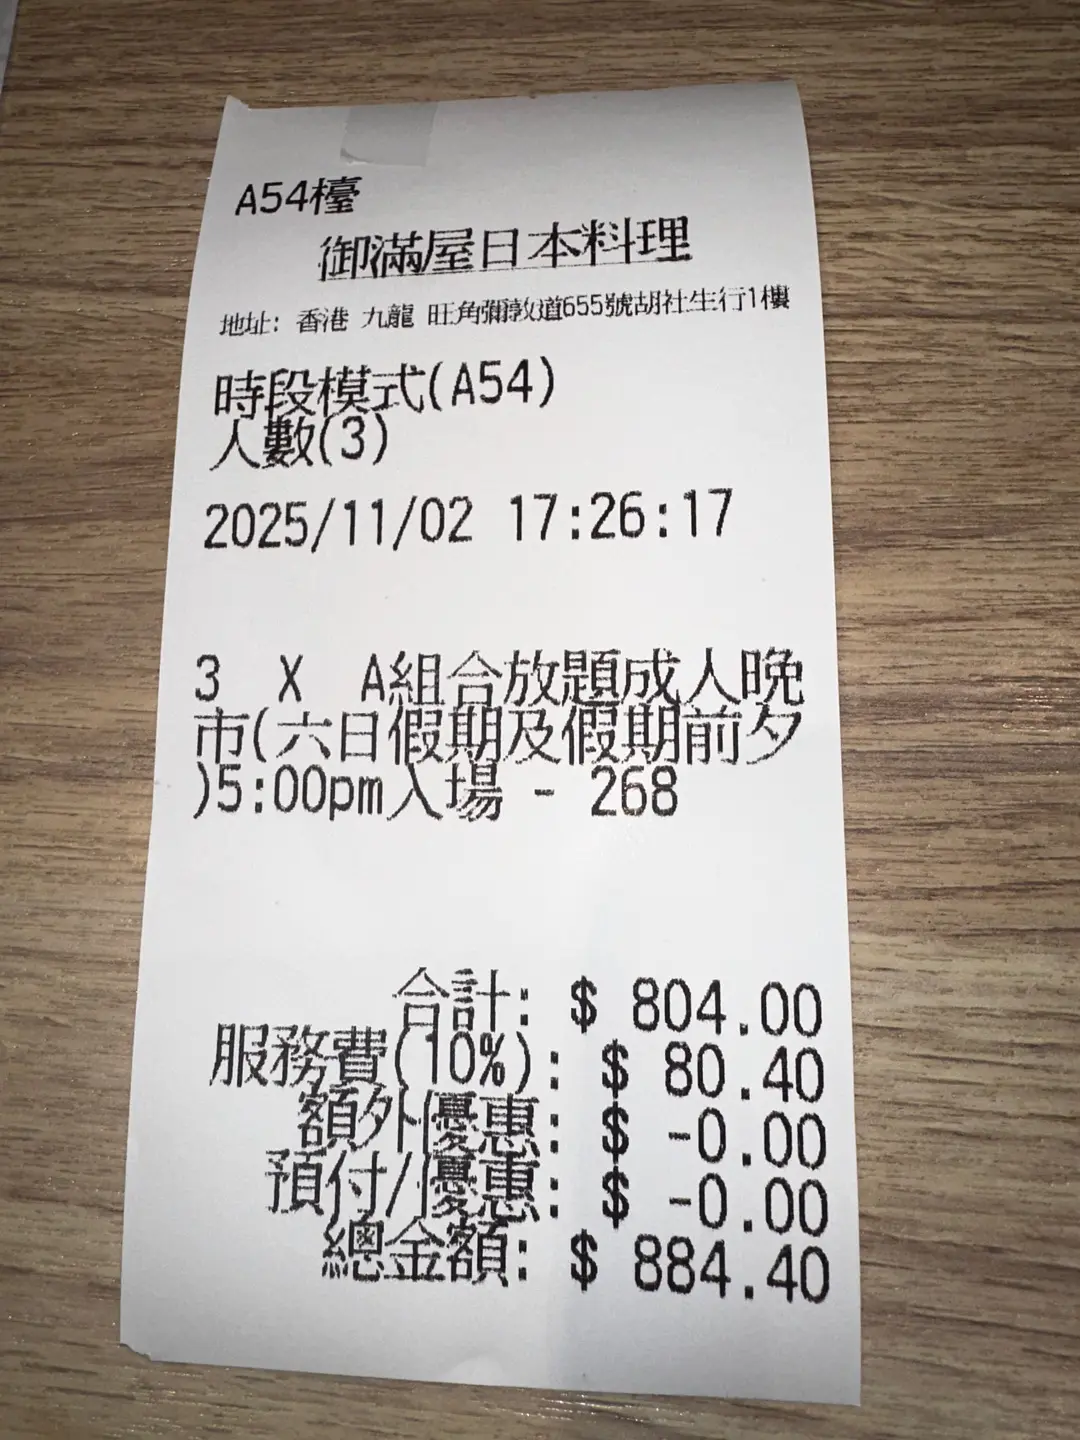 A54檯
御滿屋日本料理
地址: 香港 九龍 旺角彌敦道655號胡社生行1樓
時段模式(A54)
人數(3)
2025/11/02 17:26:17
3 X A組合放題成人晚
市(六日假期及假期前夕
)5:00pm入場 - 268
合計: $ 804.00
服務費(10%): $ 80.40
額外優惠: $ -0.00
預付/優惠: $ -0.00
總金額: $ 884.40